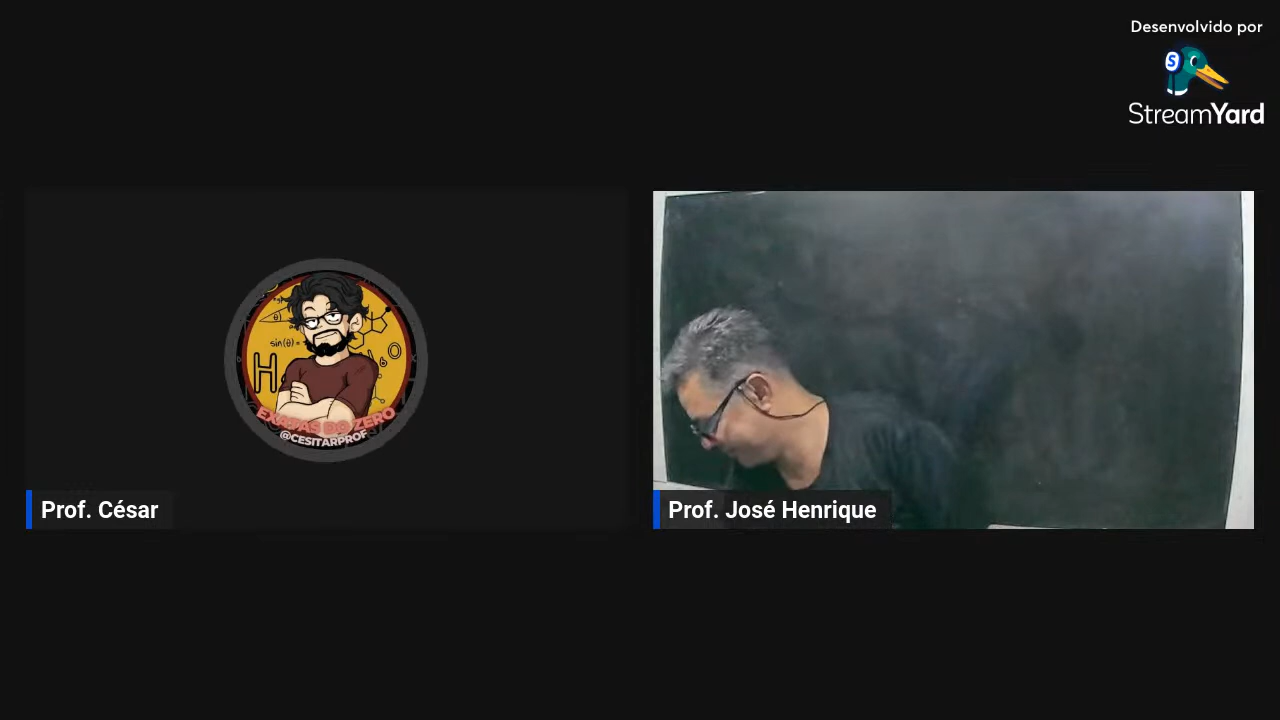 Desenvolvido por
S
StreamYard
sin(θ) =
θ)
H
O
EXATAS DO ZERO
@CESITARPROF
Prof. César
Prof. José Henrique